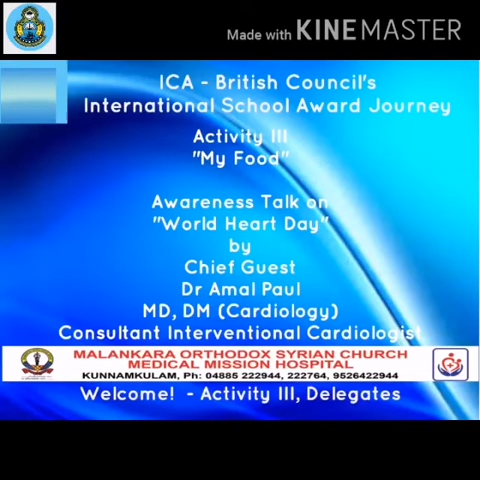 Made with KINEMASTER
ICA - British Council's
International School Award Journey
Activity III
"My Food"
Awareness Talk on
"World Heart Day"
by
Chief Guest
Dr Amal Paul
MD, DM (Cardiology)
Consultant Interventional Cardiologist
MALANKARA ORTHODOX SYRIAN CHURCH
MEDICAL MISSION HOSPITAL
KUNNAMKULAM, Ph: 04885 222944, 222764, 9526422944
Welcome! - Activity III, Delegates